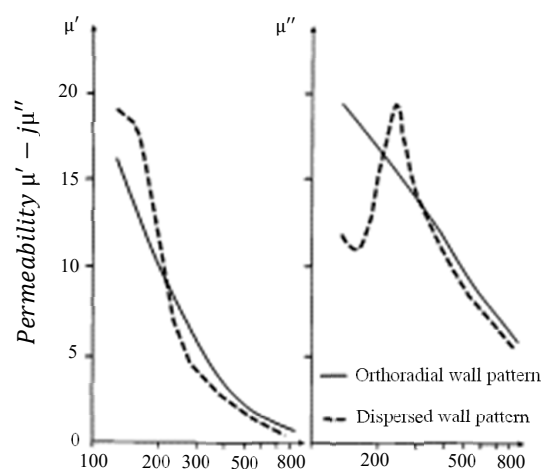 μ′
μ″
20
15
10
5
0
Permeability μ′ − jμ″
Orthoradial wall pattern
Dispersed wall pattern
100 200 300 500 800
200 500 800